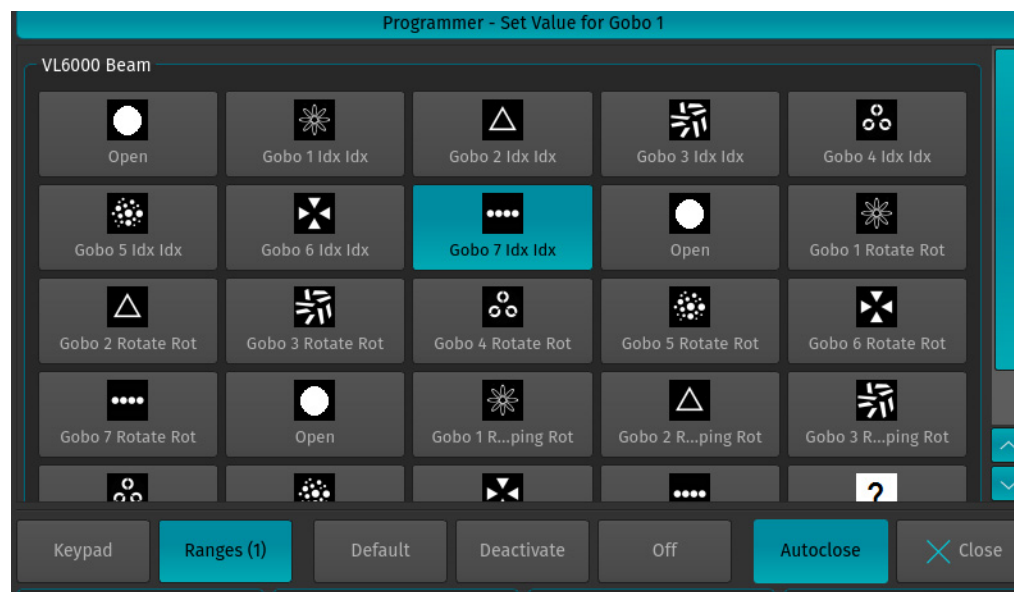 Programmer - Set Value for Gobo 1
VL6000 Beam
Open
Gobo 1 Idx Idx
Gobo 2 Idx Idx
Gobo 3 Idx Idx
Gobo 4 Idx Idx
Gobo 5 Idx Idx
Gobo 6 Idx Idx
Gobo 7 Idx Idx
Open
Gobo 1 Rotate Rot
Gobo 2 Rotate Rot
Gobo 3 Rotate Rot
Gobo 4 Rotate Rot
Gobo 5 Rotate Rot
Gobo 6 Rotate Rot
Gobo 7 Rotate Rot
Open
Gobo 1 R...ping Rot
Gobo 2 R...ping Rot
Gobo 3 R...ping Rot
?
Keypad
Ranges (1)
Default
Deactivate
Off
Autoclose
Close